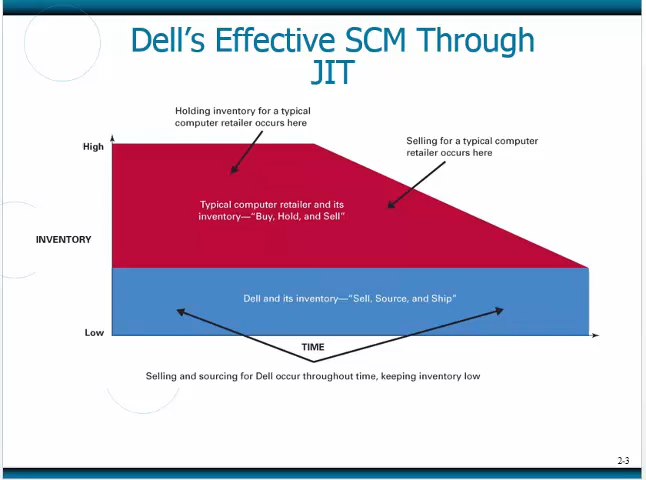 Dell’s Effective SCM Through
JIT
Holding inventory for a typical
computer retailer occurs here
Selling for a typical computer
retailer occurs here
High
Typical computer retailer and its
inventory—“Buy, Hold, and Sell”
INVENTORY
Dell and its inventory—“Sell, Source, and Ship”
Low
TIME
Selling and sourcing for Dell occur throughout time, keeping inventory low
2-3